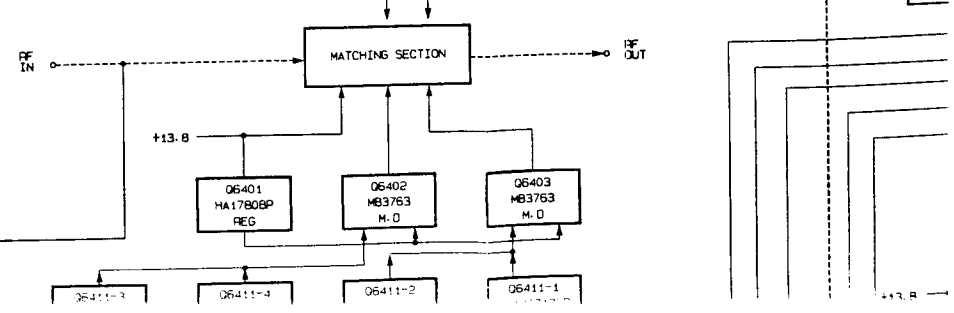 RF
IN
MATCHING SECTION
RF
OUT
+13.8
Q6401
HA17808P
REG
Q6402
MB3763
M.D
Q6403
MB3763
M.D
Q6411-3
Q6411-4
Q6411-2
Q6411-1
+13.8